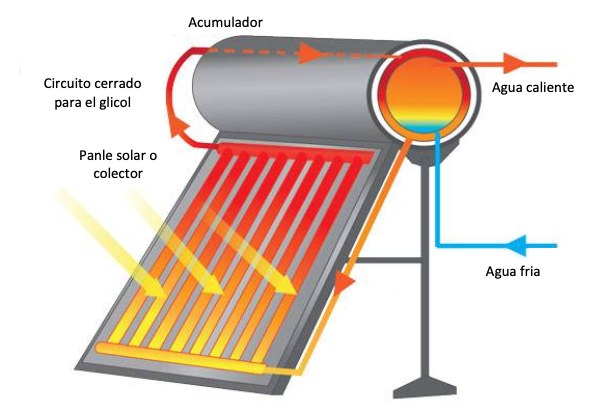 Acumulador
Circuito cerrado
para el glicol
Agua caliente
Panle solar o
colector
Agua fria